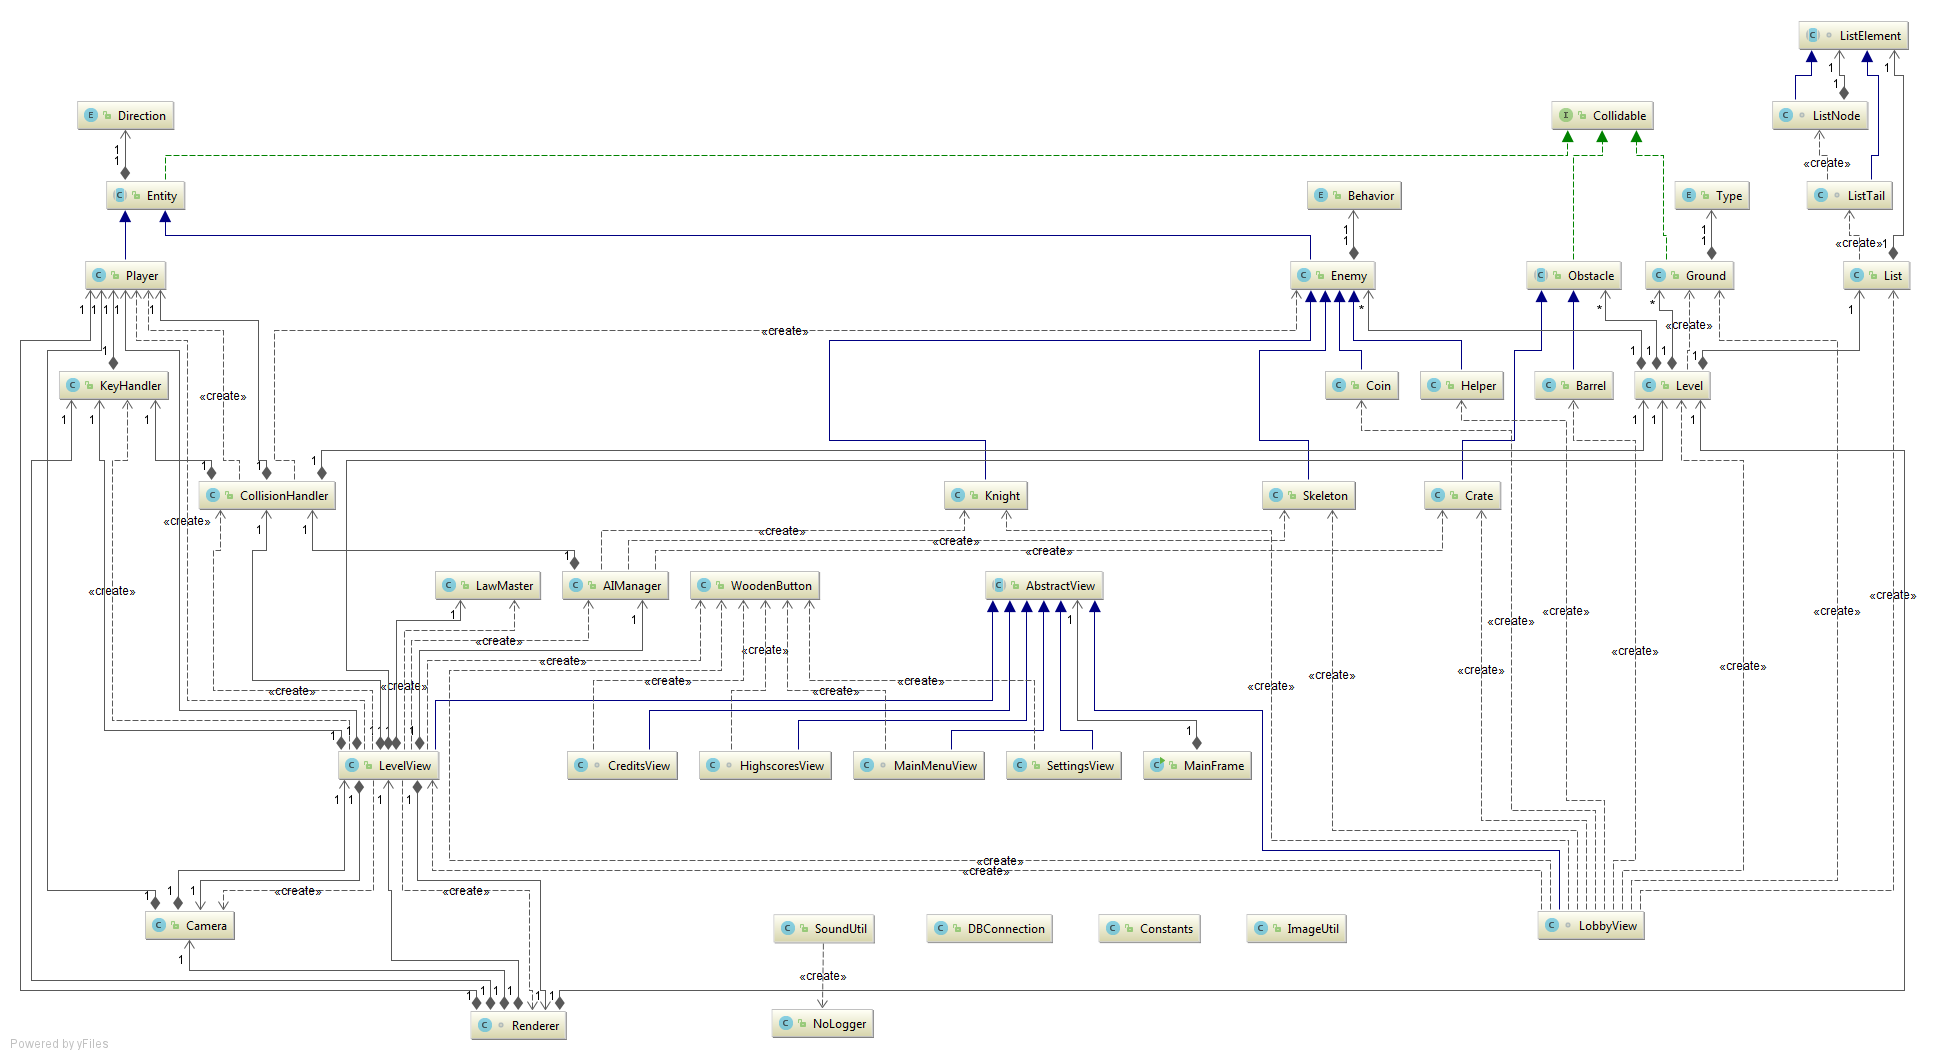 C ListElement
1
1
1
E Direction
I Collidable
C ListNode
1
1
«create»
C Entity
E Behavior
E Type
C ListTail
1
1
1
1
«create» 1
C Player
C Enemy
C Obstacle
C Ground
C List
1 1 1 1 1
* * * 1
«create»
«create»
1
1 1 1 1
C KeyHandler
C Coin
C Helper
C Barrel
C Level
«create»
1 1 1
1 1 1
1 1 1
C CollisionHandler
C Knight
C Skeleton
C Crate
«create»
1 1
«create»
«create»
«create»
1
C LawMaster
C AIManager
C WoodenButton
C AbstractView
«create»
«create»
«create»
«create»
«create»
1 1 1
«create»
«create»
«create»
«create»
«create»
«create»
«create»
«create»
«create»
«create»
«create»
«create»
«create»
«create»
1 1 1 1
C LevelView
C CreditsView
C HighscoresView
C MainMenuView
C SettingsView
C MainFrame
1 1 1 1
«create»
«create»
1 1 1
«create»
«create»
C Camera
C SoundUtil
C DBConnection
C Constants
C ImageUtil
C LobbyView
1
«create»
1 1 1 1 1 1
C Renderer
C NoLogger
Powered by yFiles